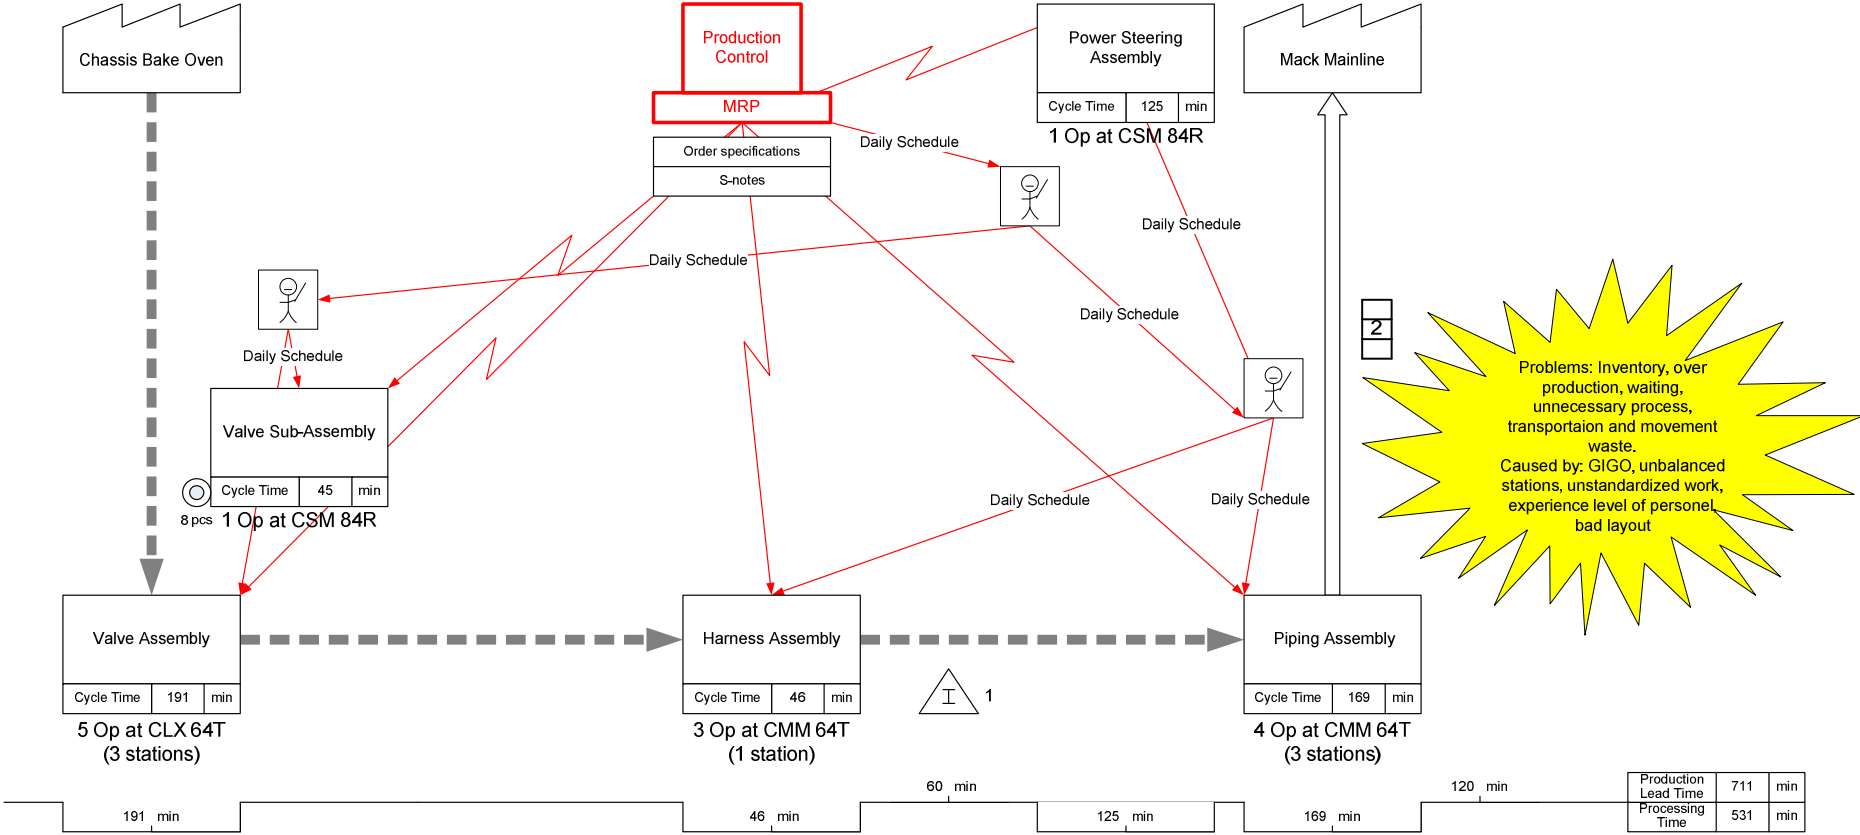 Chassis Bake Oven
Production
Control
MRP
Order specifications
S-notes
Power Steering
Assembly
Cycle Time 125 min
1 Op at CSM 84R
Mack Mainline
Daily Schedule
Daily Schedule
Daily Schedule
Daily Schedule
Daily Schedule
2
Valve Sub-Assembly
Cycle Time 45 min
8 pcs
1 Op at CSM 84R
Daily Schedule
Daily Schedule
Problems: Inventory, over
production, waiting,
unnecessary process,
transportaion and movement
waste.
Caused by: GIGO, unbalanced
stations, unstandardized work,
experience level of personel,
bad layout
Valve Assembly
Cycle Time 191 min
5 Op at CLX 64T
(3 stations)
Harness Assembly
Cycle Time 46 min
3 Op at CMM 64T
(1 station)
I
1
Piping Assembly
Cycle Time 169 min
4 Op at CMM 64T
(3 stations)
191 min
46 min
60 min
125 min
169 min
120 min
Production
Lead Time 711 min
Processing
Time 531 min